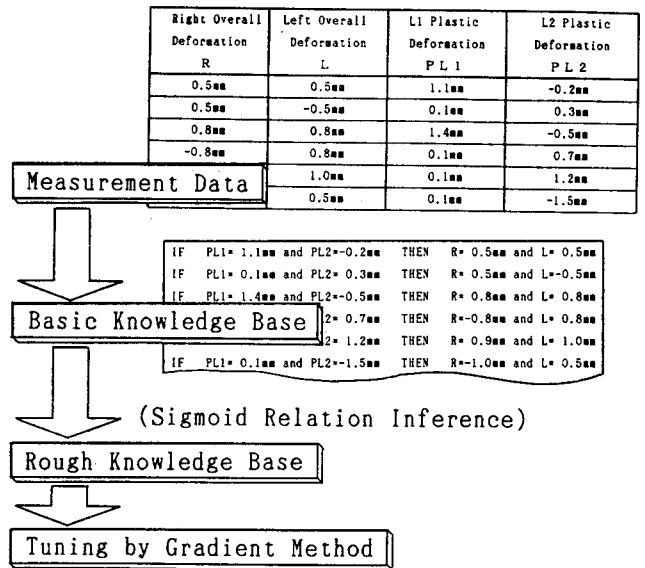 Right Overall Deformation R | Left Overall Deformation L | L1 Plastic Deformation PL1 | L2 Plastic Deformation PL2
0.5mm 0.5mm 1.1mm -0.2mm
0.5mm -0.5mm 0.1mm 0.3mm
0.8mm 0.8mm 1.4mm -0.5mm
-0.8mm 0.8mm 0.1mm 0.7mm
1.0mm 0.1mm 1.2mm
0.5mm 0.1mm -1.5mm
Measurement Data
IF PL1= 1.1mm and PL2=-0.2mm THEN R= 0.5mm and L= 0.5mm
IF PL1= 0.1mm and PL2= 0.3mm THEN R= 0.5mm and L=-0.5mm
IF PL1= 1.4mm and PL2=-0.5mm THEN R= 0.8mm and L= 0.8mm
2= 0.7mm THEN R=-0.8mm and L= 0.8mm
2= 1.2mm THEN R= 0.9mm and L= 1.0mm
IF PL1= 0.1mm and PL2=-1.5mm THEN R=-1.0mm and L= 0.5mm
Basic Knowledge Base
(Sigmoid Relation Inference)
Rough Knowledge Base
Tuning by Gradient Method